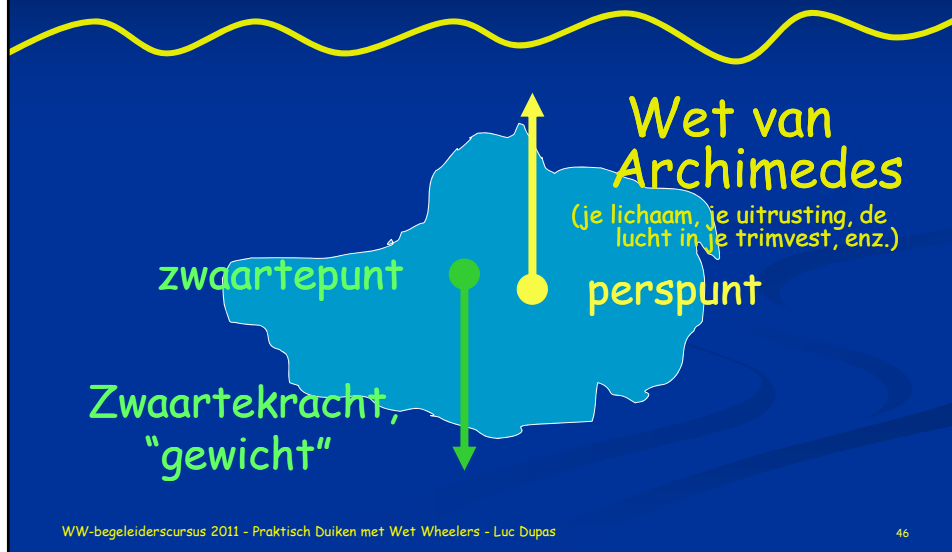 Wet van
Archimedes
(je lichaam, je uitrusting, de
lucht in je trimvest, enz.)
zwaartepunt
perspunt
Zwaartekracht,
“gewicht”
WW-begeleiderscursus 2011 - Praktisch Duiken met Wet Wheelers - Luc Dupas
46